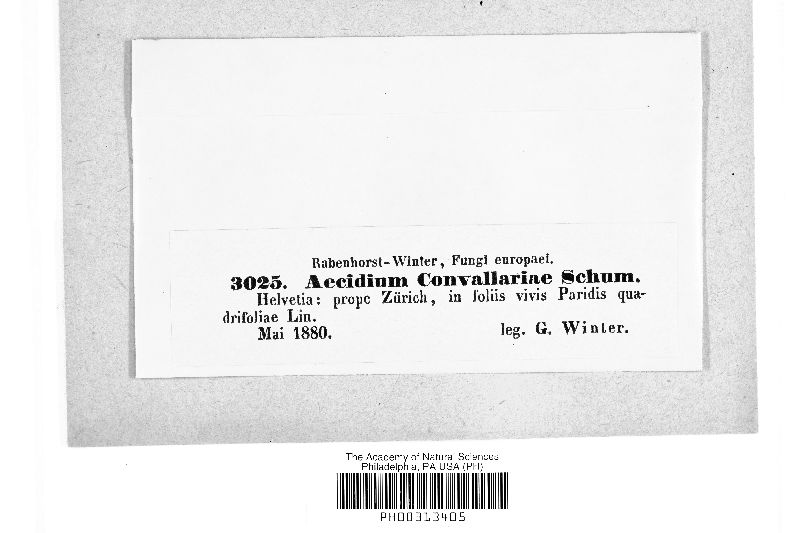 Rabenhorst-Winter, Fungi europaei.
3025. Aecidium Convallariae Schum.
Helvetia: prope Zürich, in foliis vivis Paridis qua-
drifoliae Lin.
Mai 1880. leg. G. Winter.
The Academy of Natural Sciences
Philadelphia, PA USA (PH)
PH00313405